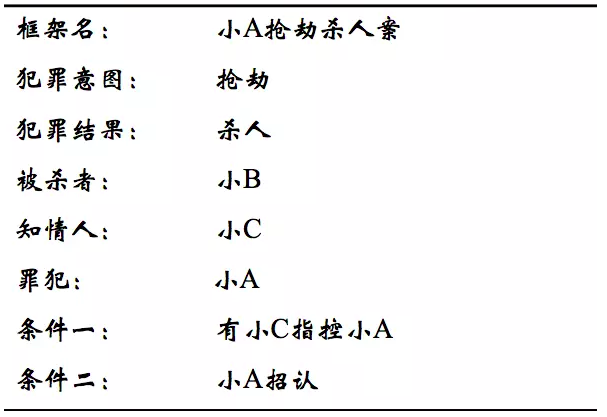 框架名： 小A抢劫杀人案
犯罪意图： 抢劫
犯罪结果： 杀人
被杀者： 小B
知情人： 小C
罪犯： 小A
条件一： 有小C指控小A
条件二： 小A招认